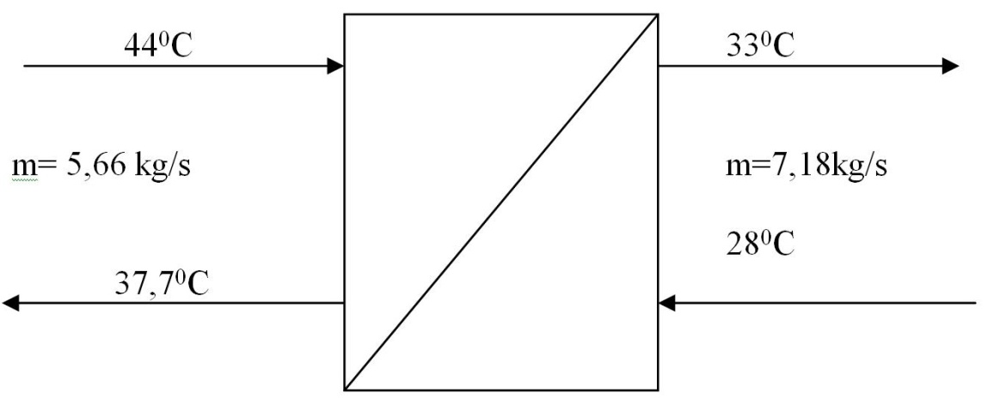 44⁰C
33⁰C
m= 5,66 kg/s
m=7,18kg/s
28⁰C
37,7⁰C